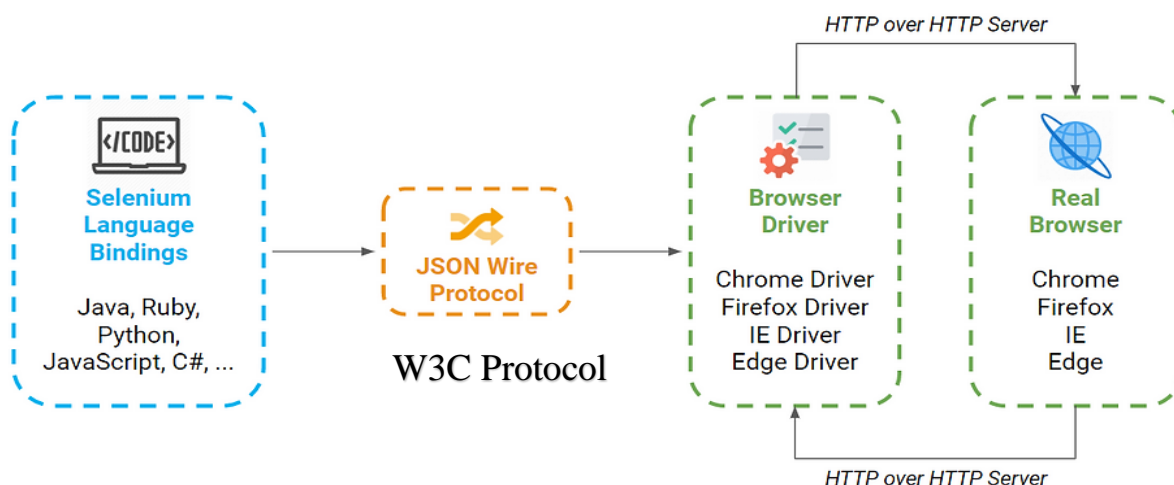 HTTP over HTTP Server
</CODE>
Selenium
Language
Bindings
Java, Ruby,
Python,
JavaScript, C#, ...
JSON Wire
Protocol
W3C Protocol
Browser
Driver
Chrome Driver
Firefox Driver
IE Driver
Edge Driver
Real
Browser
Chrome
Firefox
IE
Edge
HTTP over HTTP Server